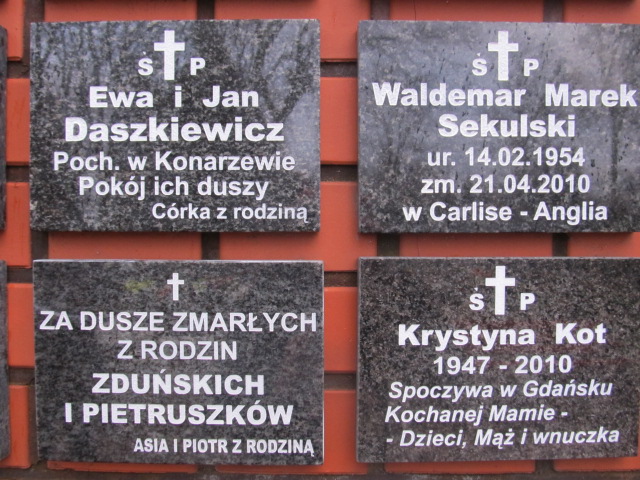 Ś P
Ewa i Jan
Daszkiewicz
Poch. w Konarzewie
Pokój ich duszy
Córka z rodziną
Ś P
Waldemar Marek
Sekulski
ur. 14.02.1954
zm. 21.04.2010
w Carlise - Anglia
ZA DUSZE ZMARŁYCH
Z RODZIN
ZDUŃSKICH
I PIETRUSZKÓW
ASIA I PIOTR Z RODZINĄ
Ś P
Krystyna Kot
1947 - 2010
Spoczywa w Gdańsku
Kochanej Mamie -
- Dzieci, Mąż i wnuczka